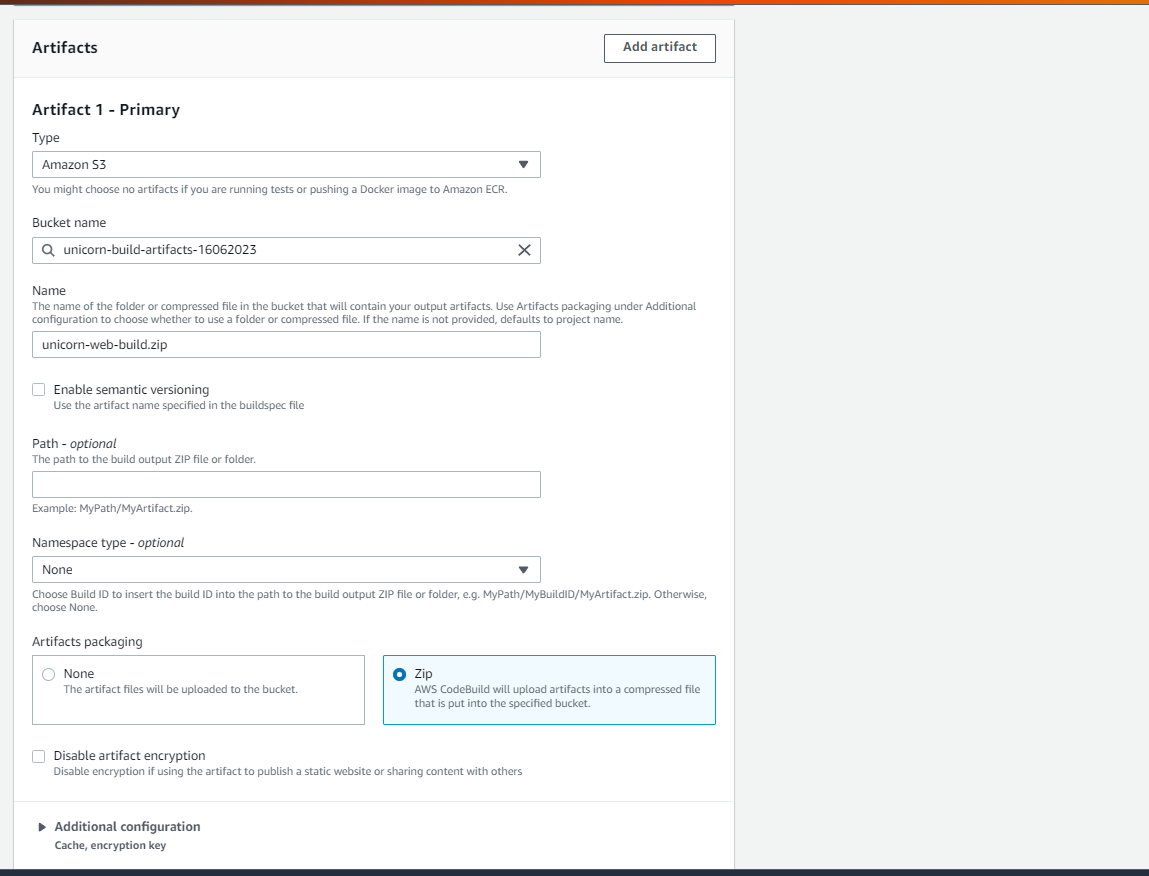 Artifacts
Add artifact
Artifact 1 - Primary
Type
Amazon S3
You might choose no artifacts if you are running tests or pushing a Docker image to Amazon ECR.
Bucket name
unicorn-build-artifacts-16062023
Name
The name of the folder or compressed file in the bucket that will contain your output artifacts. Use Artifacts packaging under Additional
configuration to choose whether to use a folder or compressed file. If the name is not provided, defaults to project name.
unicorn-web-build.zip
Enable semantic versioning
Use the artifact name specified in the buildspec file
Path - optional
The path to the build output ZIP file or folder.
Example: MyPath/MyArtifact.zip.
Namespace type - optional
None
Choose Build ID to insert the build ID into the path to the build output ZIP file or folder, e.g. MyPath/MyBuildID/MyArtifact.zip. Otherwise,
choose None.
Artifacts packaging
None
The artifact files will be uploaded to the bucket.
Zip
AWS CodeBuild will upload artifacts into a compressed file
that is put into the specified bucket.
Disable artifact encryption
Disable encryption if using the artifact to publish a static website or sharing content with others
Additional configuration
Cache, encryption key